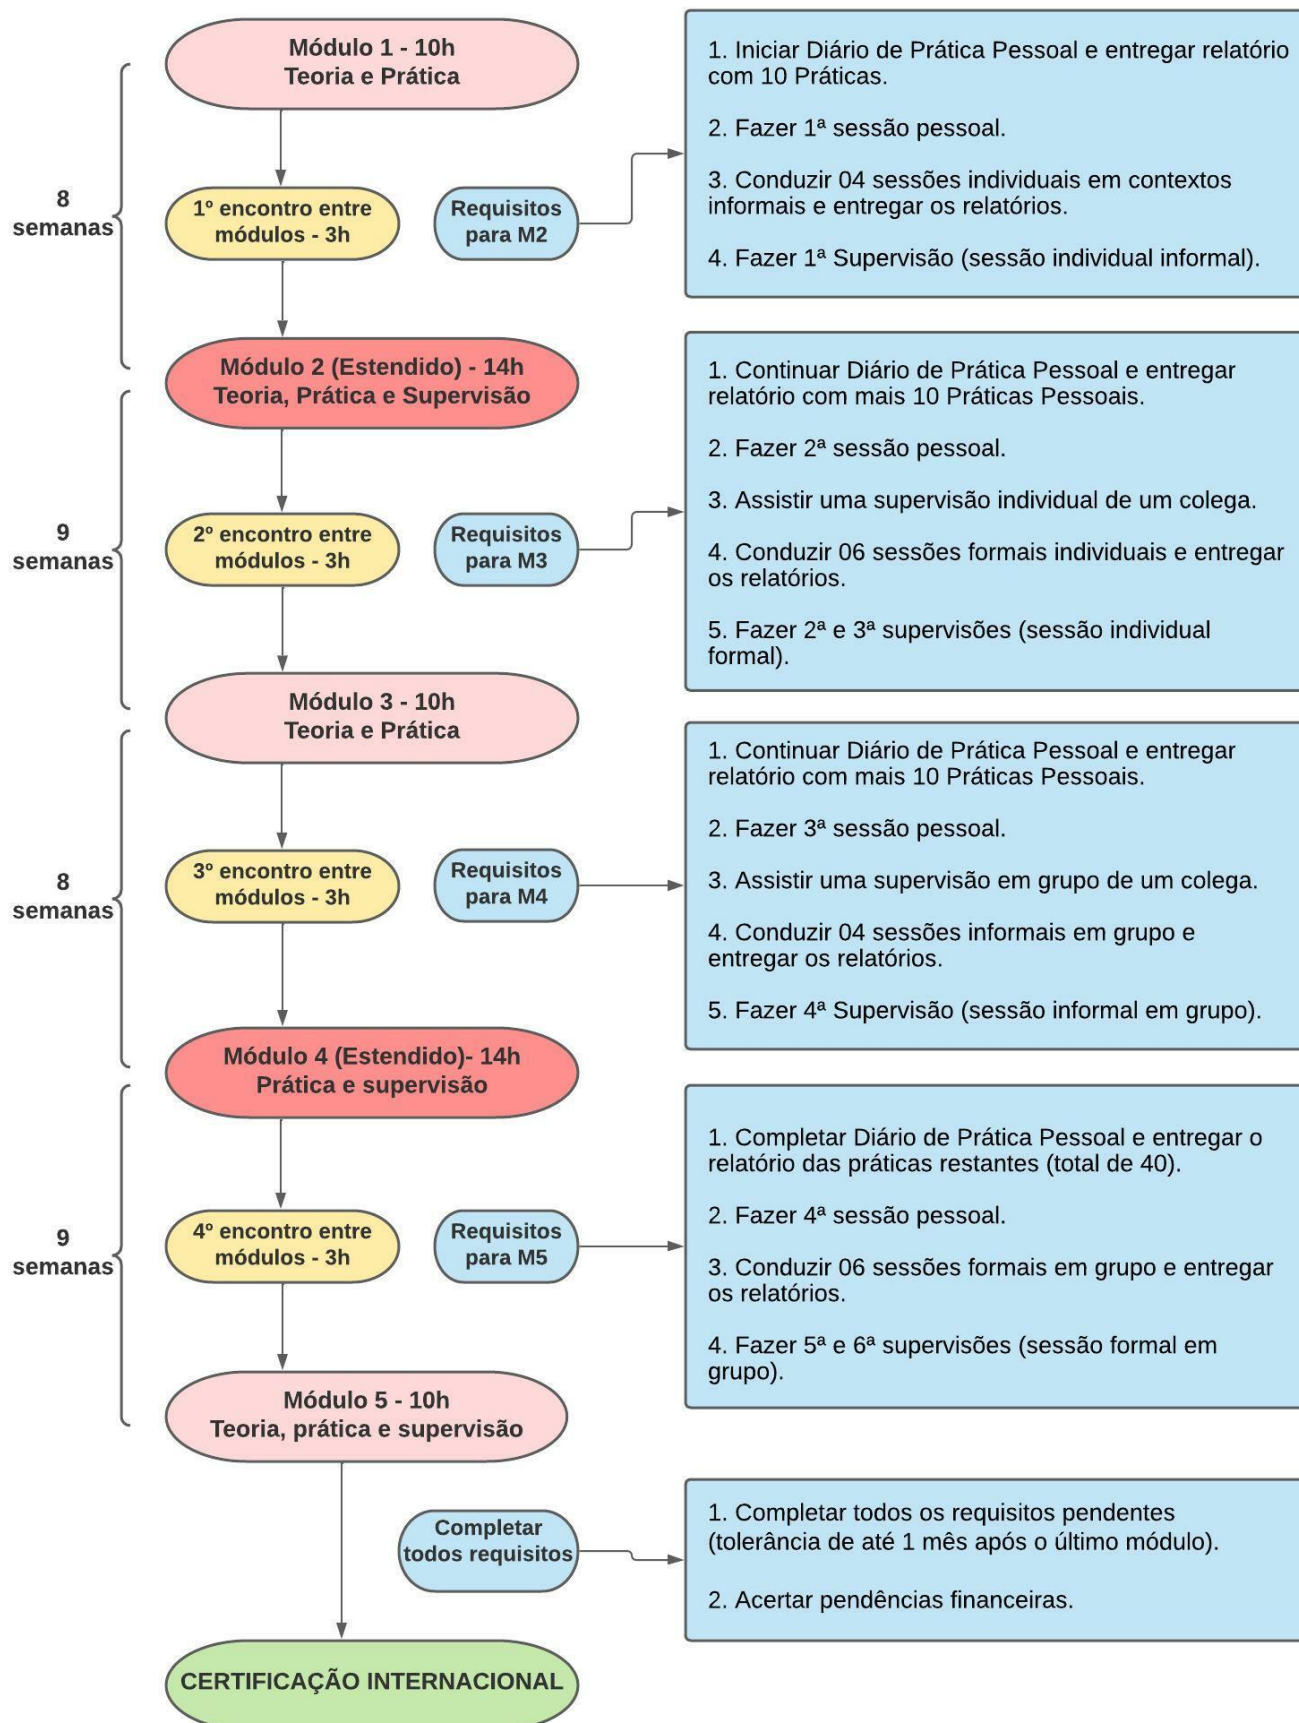 Módulo 1 - 10h
Teoria e Prática
8
semanas
1º encontro entre
módulos - 3h
Requisitos
para M2
1. Iniciar Diário de Prática Pessoal e entregar relatório
com 10 Práticas.
2. Fazer 1ª sessão pessoal.
3. Conduzir 04 sessões individuais em contextos
informais e entregar os relatórios.
4. Fazer 1ª Supervisão (sessão individual informal).
Módulo 2 (Estendido) - 14h
Teoria, Prática e Supervisão
9
semanas
2º encontro entre
módulos - 3h
Requisitos
para M3
1. Continuar Diário de Prática Pessoal e entregar
relatório com mais 10 Práticas Pessoais.
2. Fazer 2ª sessão pessoal.
3. Assistir uma supervisão individual de um colega.
4. Conduzir 06 sessões formais individuais e entregar
os relatórios.
5. Fazer 2ª e 3ª supervisões (sessão individual
formal).
Módulo 3 - 10h
Teoria e Prática
8
semanas
3º encontro entre
módulos - 3h
Requisitos
para M4
1. Continuar Diário de Prática Pessoal e entregar
relatório com mais 10 Práticas Pessoais.
2. Fazer 3ª sessão pessoal.
3. Assistir uma supervisão em grupo de um colega.
4. Conduzir 04 sessões informais em grupo e
entregar os relatórios.
5. Fazer 4ª Supervisão (sessão informal em grupo).
Módulo 4 (Estendido)- 14h
Prática e supervisão
9
semanas
4º encontro entre
módulos - 3h
Requisitos
para M5
1. Completar Diário de Prática Pessoal e entregar o
relatório das práticas restantes (total de 40).
2. Fazer 4ª sessão pessoal.
3. Conduzir 06 sessões formais em grupo e entregar
os relatórios.
4. Fazer 5ª e 6ª supervisões (sessão formal em
grupo).
Módulo 5 - 10h
Teoria, prática e supervisão
Completar
todos requisitos
1. Completar todos os requisitos pendentes
(tolerância de até 1 mês após o último módulo).
2. Acertar pendências financeiras.
CERTIFICAÇÃO INTERNACIONAL